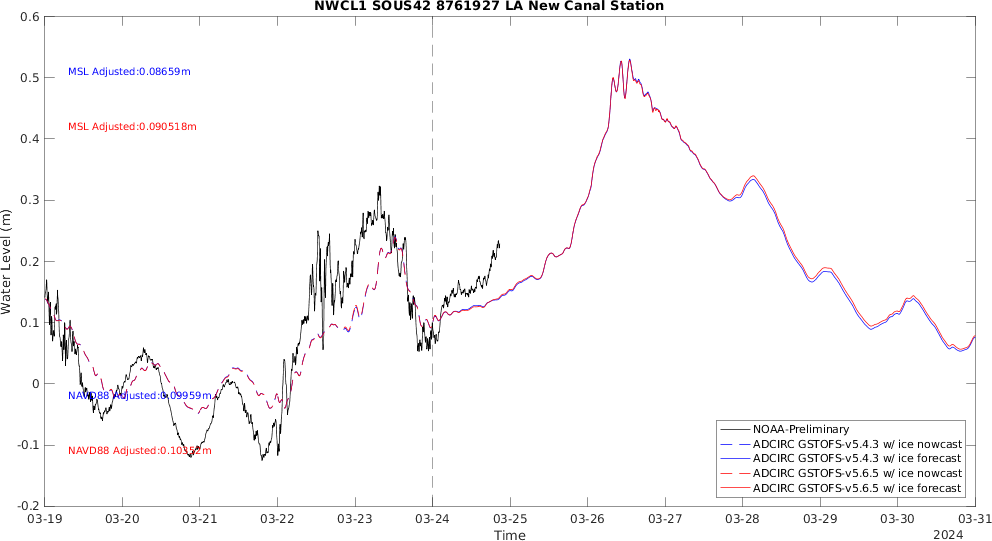 NWCL1 SOUS42 8761927 LA New Canal Station
0.6
0.5
0.4
0.3
0.2
0.1
0
-0.1
-0.2
Water Level (m)
MSL Adjusted:0.08659m
MSL Adjusted:0.090518m
NAVD88 Adjusted:0.09959m
NAVD88 Adjusted:0.10352m
NOAA-Preliminary
ADCIRC GSTOFS-v5.4.3 w/ ice nowcast
ADCIRC GSTOFS-v5.4.3 w/ ice forecast
ADCIRC GSTOFS-v5.6.5 w/ ice nowcast
ADCIRC GSTOFS-v5.6.5 w/ ice forecast
03-19 03-20 03-21 03-22 03-23 03-24 03-25 03-26 03-27 03-28 03-29 03-30 03-31
Time
2024